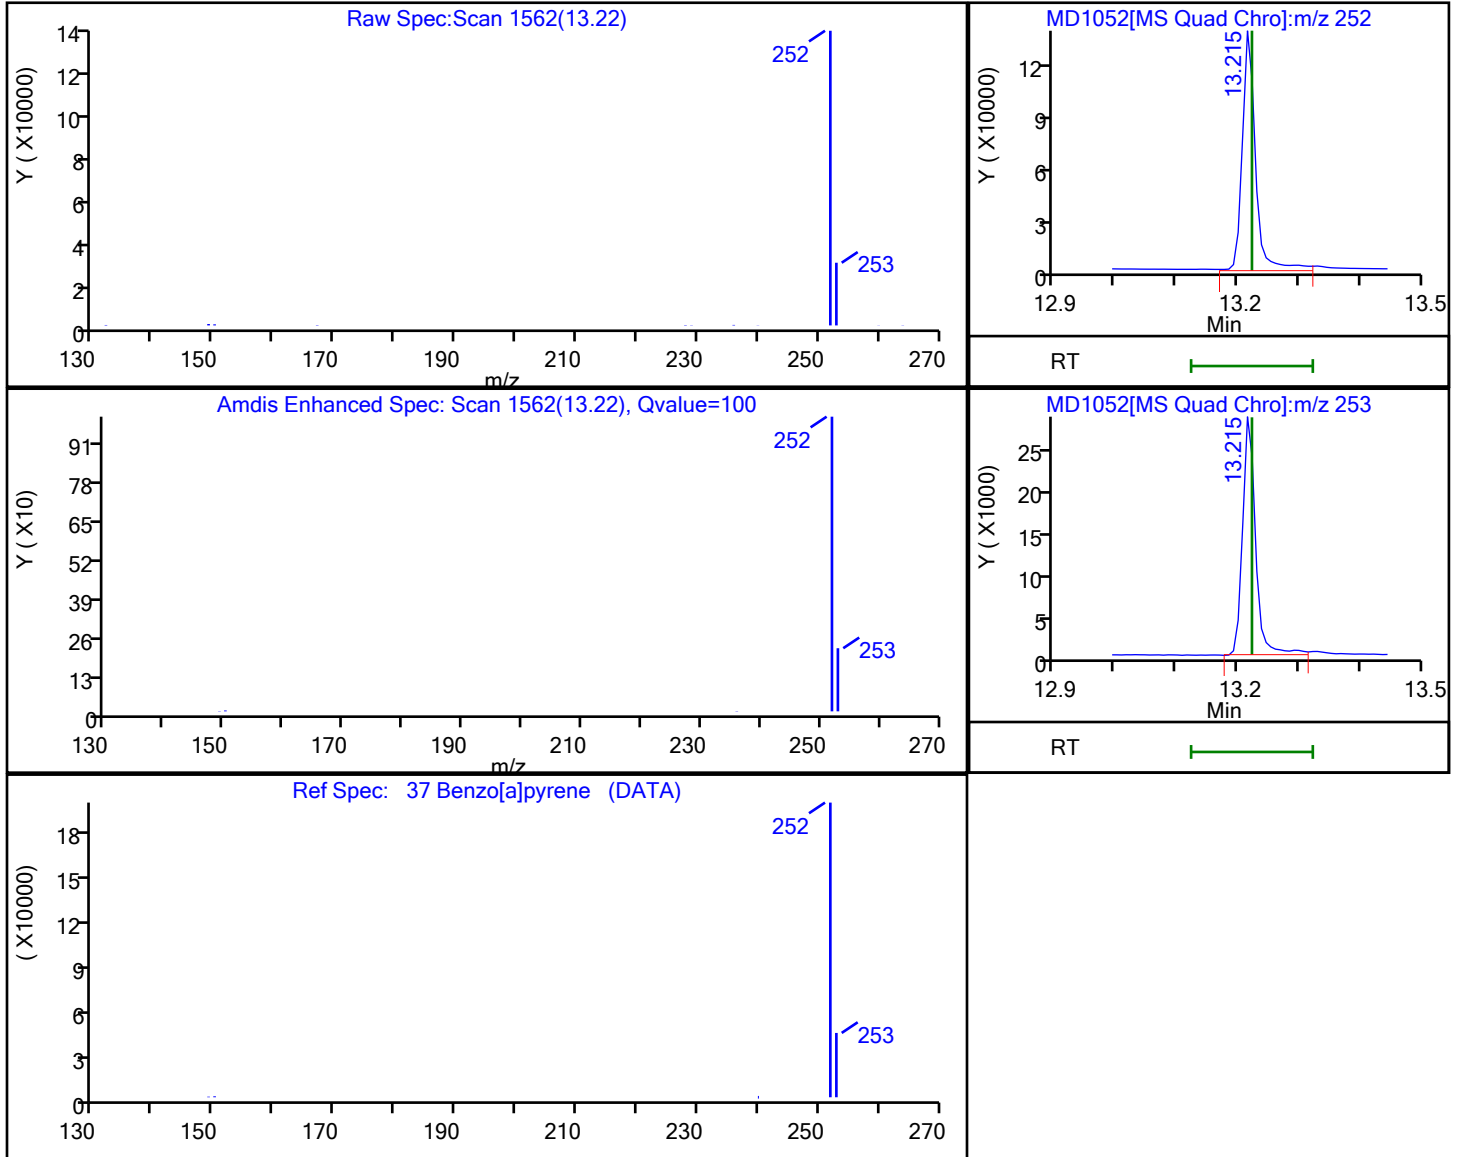 Raw Spec:Scan 1562(13.22)
Y ( X10000)
14
12
10
8
6
4
2
0
252
253
130 150 170 190 210 230 250 270
m/z
MD1052[MS Quad Chro]:m/z 252
Y ( X10000)
12
9
6
3
0
13.215
12.9 13.2 13.5
Min
RT
Amdis Enhanced Spec: Scan 1562(13.22), Qvalue=100
Y ( X10)
91
78
65
52
39
26
13
0
252
253
130 150 170 190 210 230 250 270
m/z
MD1052[MS Quad Chro]:m/z 253
Y ( X1000)
25
20
15
10
5
0
13.215
12.9 13.2 13.5
Min
RT
Ref Spec: 37 Benzo[a]pyrene (DATA)
( X10000)
18
15
12
9
6
3
0
252
253
130 150 170 190 210 230 250 270